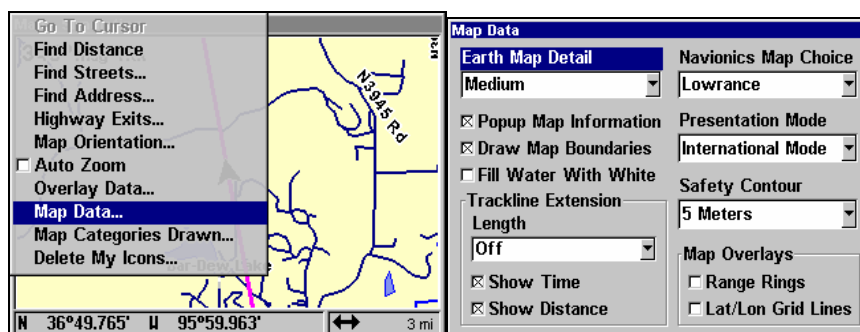 Go To Cursor
Find Distance
Find Streets...
Find Address...
Highway Exits...
Map Orientation...
Auto Zoom
Overlay Data...
Map Data...
Map Categories Drawn...
Delete My Icons...
N3945 Rd
Bar-Dew Lake
N 36°49.765' W 95°59.963' 3 mi
Map Data
Earth Map Detail
Medium
Popup Map Information
Draw Map Boundaries
Fill Water With White
Trackline Extension
Length
Off
Show Time
Show Distance
Navionics Map Choice
Lowrance
Presentation Mode
International Mode
Safety Contour
5 Meters
Map Overlays
Range Rings
Lat/Lon Grid Lines